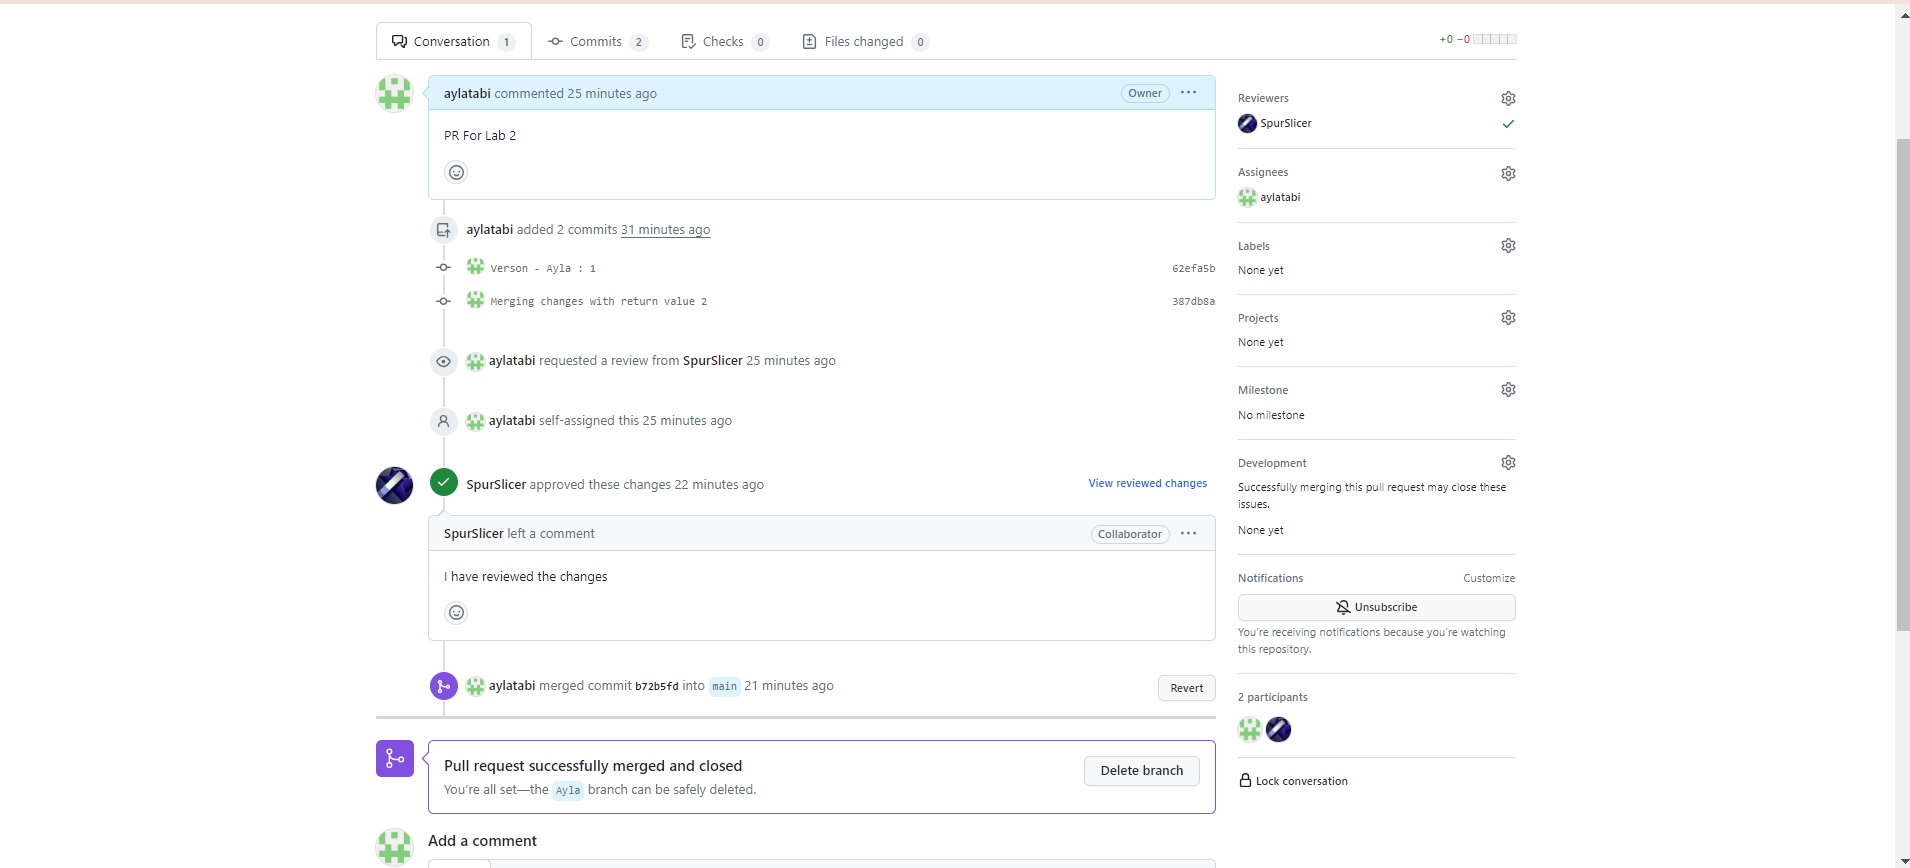 Conversation 1 Commits 2 Checks 0 Files changed 0 +0 −0
aylatabi commented 25 minutes ago Owner
PR For Lab 2
aylatabi added 2 commits 31 minutes ago
Verson - Ayla : 1 62efa5b
Merging changes with return value 2 387db8a
aylatabi requested a review from SpurSlicer 25 minutes ago
aylatabi self-assigned this 25 minutes ago
SpurSlicer approved these changes 22 minutes ago View reviewed changes
SpurSlicer left a comment Collaborator
I have reviewed the changes
aylatabi merged commit b72b5fd into main 21 minutes ago Revert
Pull request successfully merged and closed
You're all set—the Ayla branch can be safely deleted.
Delete branch
Add a comment
Reviewers
SpurSlicer
Assignees
aylatabi
Labels
None yet
Projects
None yet
Milestone
No milestone
Development
Successfully merging this pull request may close these
issues.
None yet
Notifications Customize
Unsubscribe
You're receiving notifications because you're watching
this repository.
2 participants
Lock conversation